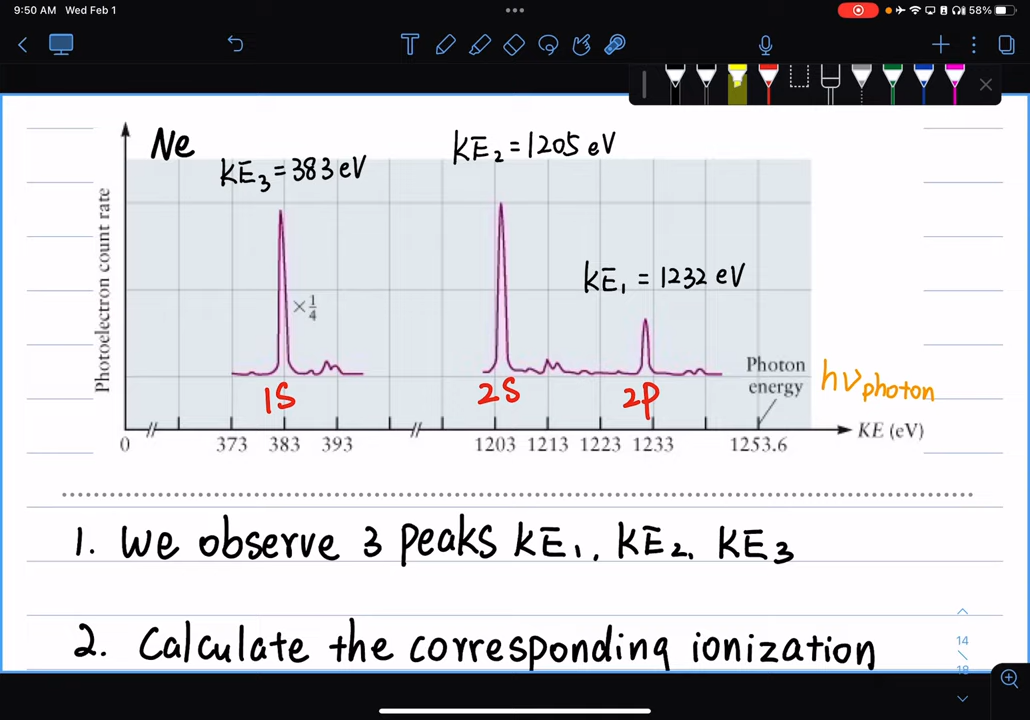 9:50 AM Wed Feb 1
58%
Ne
KE₃ = 383 eV
KE₂ = 1205 eV
KE₁ = 1232 eV
Photoelectron count rate
×1/4
1S
2S
2p
Photon energy
hνphoton
0
373 383 393
1203 1213 1223 1233
1253.6
KE (eV)
1. We observe 3 peaks KE₁, KE₂, KE₃
2. Calculate the corresponding ionization
14
18